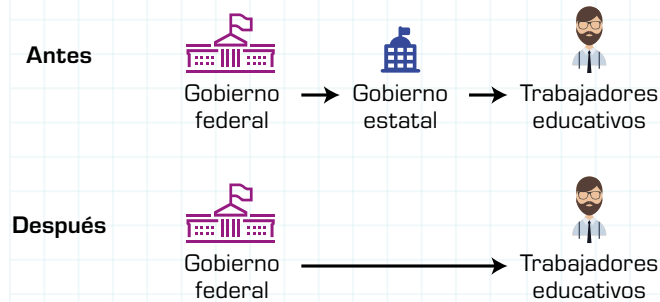 Antes
Gobierno
federal
Gobierno
estatal
Trabajadores
educativos
Después
Gobierno
federal
Trabajadores
educativos